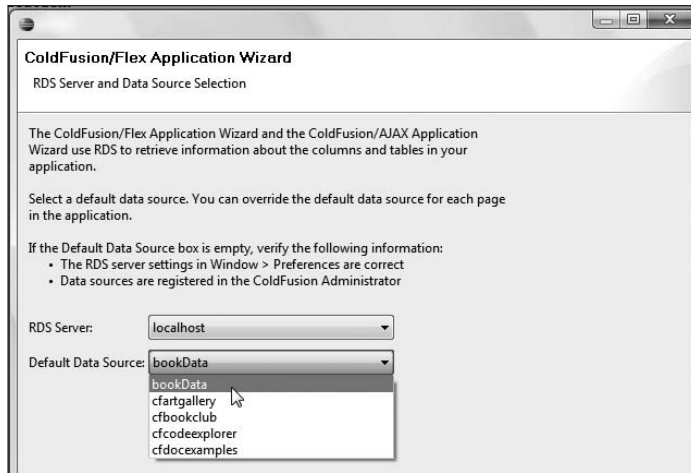 ColdFusion/Flex Application Wizard
RDS Server and Data Source Selection
The ColdFusion/Flex Application Wizard and the ColdFusion/AJAX Application
Wizard use RDS to retrieve information about the columns and tables in your
application.
Select a default data source. You can override the default data source for each page
in the application.
If the Default Data Source box is empty, verify the following information:
• The RDS server settings in Window > Preferences are correct
• Data sources are registered in the ColdFusion Administrator
RDS Server: localhost
Default Data Source: bookData
bookData
cfartgallery
cfbookclub
cfcodeexplorer
cfdocexamples